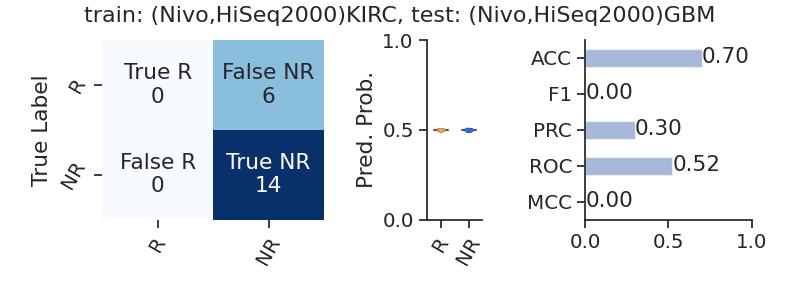 train: (Nivo,HiSeq2000)KIRC, test: (Nivo,HiSeq2000)GBM
True Label
R
NR
True R
0
False NR
6
False R
0
True NR
14
R
NR
Pred. Prob.
1.0
0.5
0.0
R
NR
ACC
0.70
F1
0.00
PRC
0.30
ROC
0.52
MCC
0.00
0.0
0.5
1.0